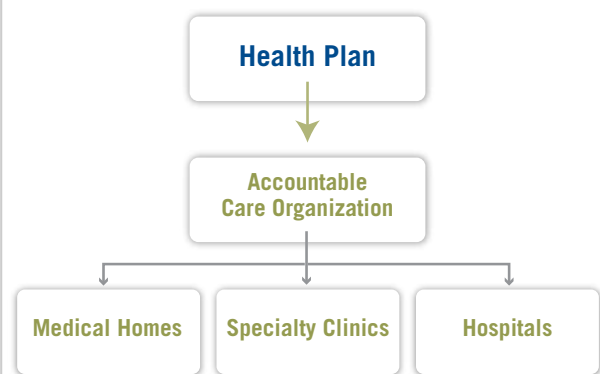 Health Plan
Accountable
Care Organization
Medical Homes
Specialty Clinics
Hospitals